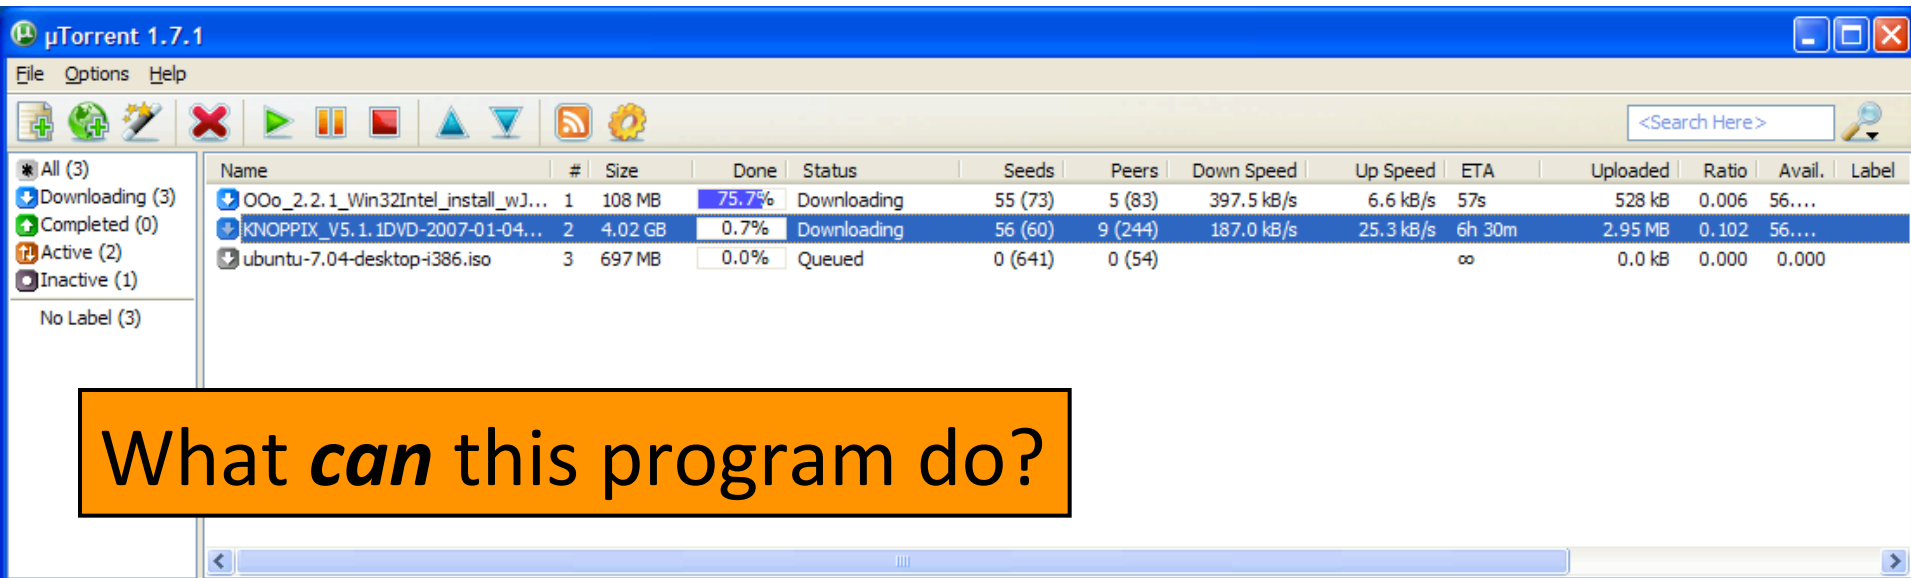 µTorrent 1.7.1
File Options Help
<Search Here>
All (3)
Downloading (3)
Completed (0)
Active (2)
Inactive (1)
No Label (3)
Name # Size Done Status Seeds Peers Down Speed Up Speed ETA Uploaded Ratio Avail. Label
OOo_2.2.1_Win32Intel_install_wJ... 1 108 MB 75.7% Downloading 55 (73) 5 (83) 397.5 kB/s 6.6 kB/s 57s 528 kB 0.006 56....
KNOPPIX_V5.1.1DVD-2007-01-04... 2 4.02 GB 0.7% Downloading 56 (60) 9 (244) 187.0 kB/s 25.3 kB/s 6h 30m 2.95 MB 0.102 56....
ubuntu-7.04-desktop-i386.iso 3 697 MB 0.0% Queued 0 (641) 0 (54) ∞ 0.0 kB 0.000 0.000
What can this program do?